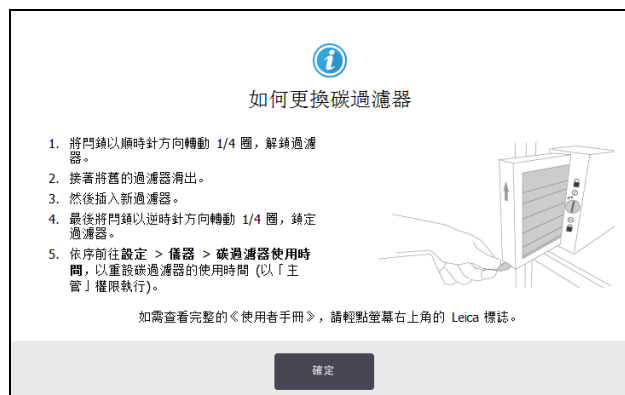 如何更換碳過濾器
1. 將門鎖以順時針方向轉動 1/4 圈，解鎖過濾
器。
2. 接著將舊的過濾器滑出。
3. 然後插入新過濾器。
4. 最後將門鎖以逆時針方向轉動 1/4 圈，鎖定
過濾器。
5. 依序前往設定 > 儀器 > 碳過濾器使用時
間，以重設碳過濾器的使用時間 (以「主
管」權限執行)。
如需查看完整的《使用者手冊》，請輕點螢幕右上角的 Leica 標誌。
確定